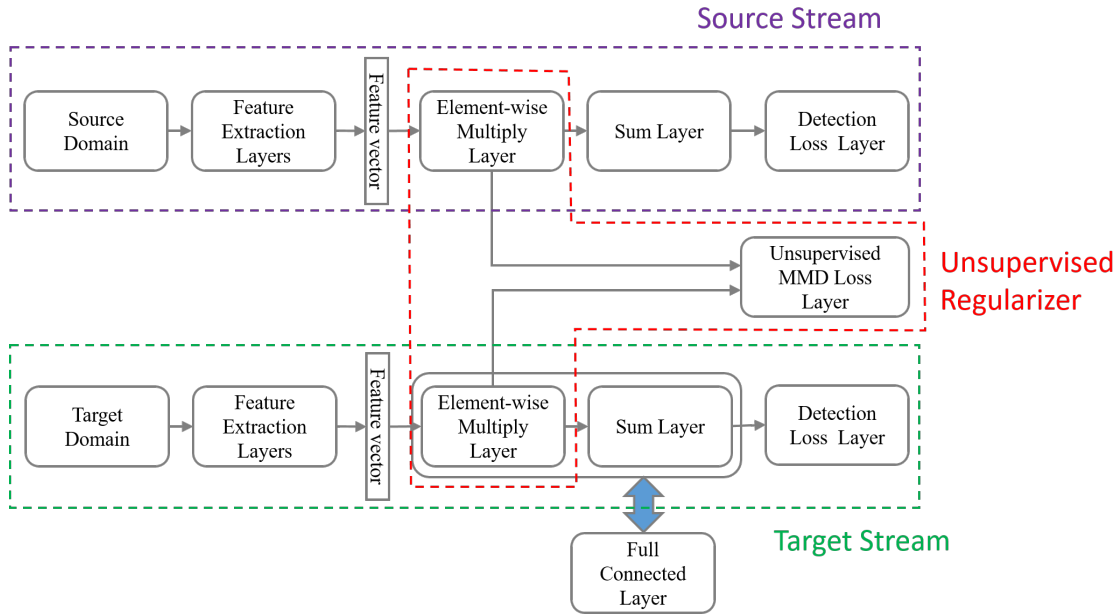 Source Stream
Source
Domain
Feature
Extraction
Layers
Feature vector
Element-wise
Multiply
Layer
Sum Layer
Detection
Loss Layer
Unsupervised
MMD Loss
Layer
Unsupervised
Regularizer
Target
Domain
Feature
Extraction
Layers
Feature vector
Element-wise
Multiply
Layer
Sum Layer
Detection
Loss Layer
Target Stream
Full
Connected
Layer